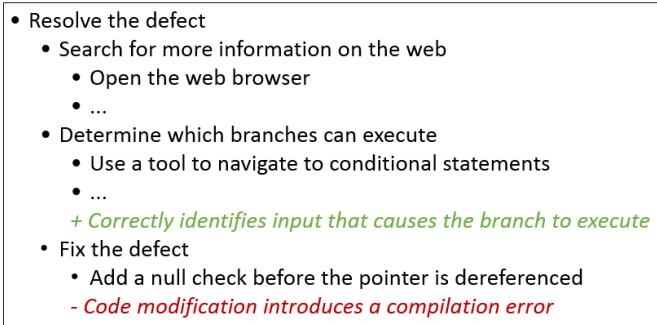 • Resolve the defect
• Search for more information on the web
• Open the web browser
• ...
• Determine which branches can execute
• Use a tool to navigate to conditional statements
• ...
+ Correctly identifies input that causes the branch to execute
• Fix the defect
• Add a null check before the pointer is dereferenced
- Code modification introduces a compilation error